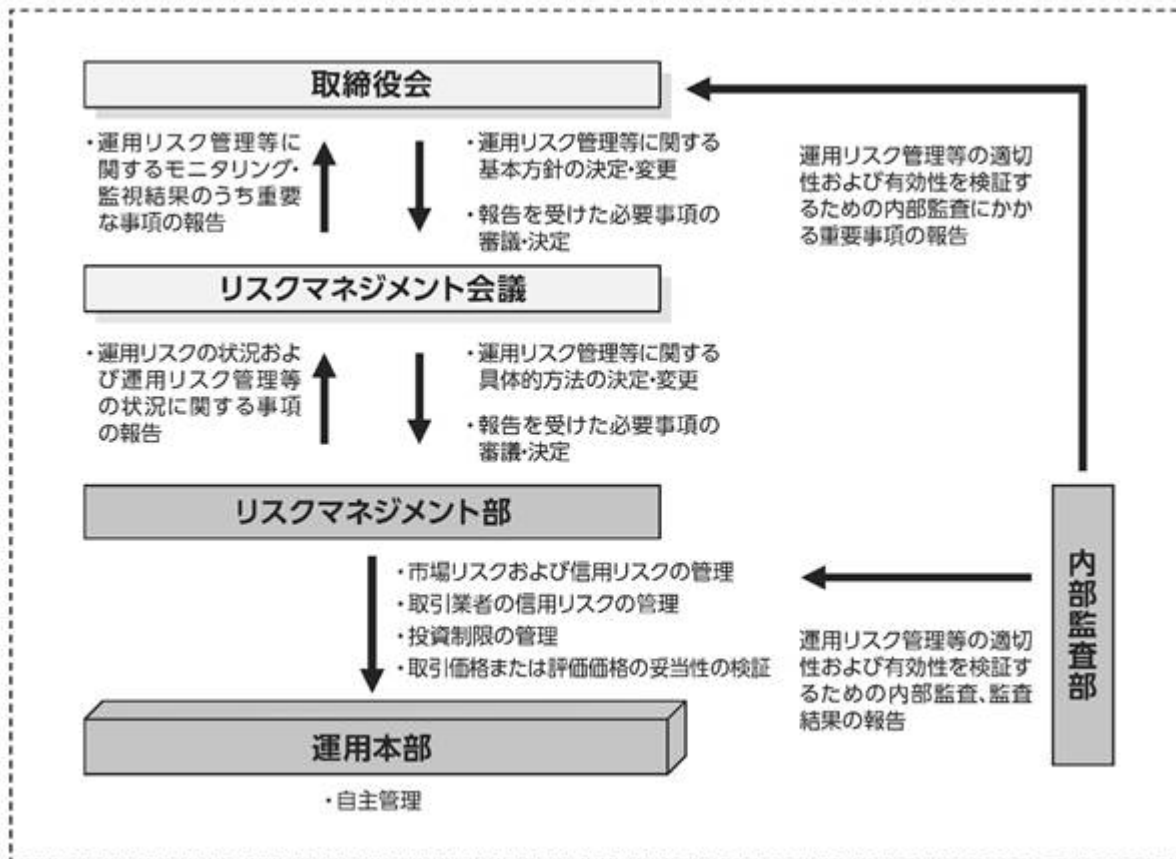 取締役会
・運用リスク管理等に
関するモニタリング・
監視結果のうち重要
な事項の報告
・運用リスク管理等に関する
基本方針の決定・変更
・報告を受けた必要事項の
審議・決定
運用リスク管理等の適切
性および有効性を検証す
るための内部監査にかか
る重要事項の報告
リスクマネジメント会議
・運用リスクの状況およ
び運用リスク管理等
の状況に関する事項
の報告
・運用リスク管理等に関する
具体的方法の決定・変更
・報告を受けた必要事項の
審議・決定
リスクマネジメント部
・市場リスクおよび信用リスクの管理
・取引業者の信用リスクの管理
・投資制限の管理
・取引価格または評価価格の妥当性の検証
内部監査部
運用リスク管理等の適切
性および有効性を検証す
るための内部監査、監査
結果の報告
運用本部
・自主管理